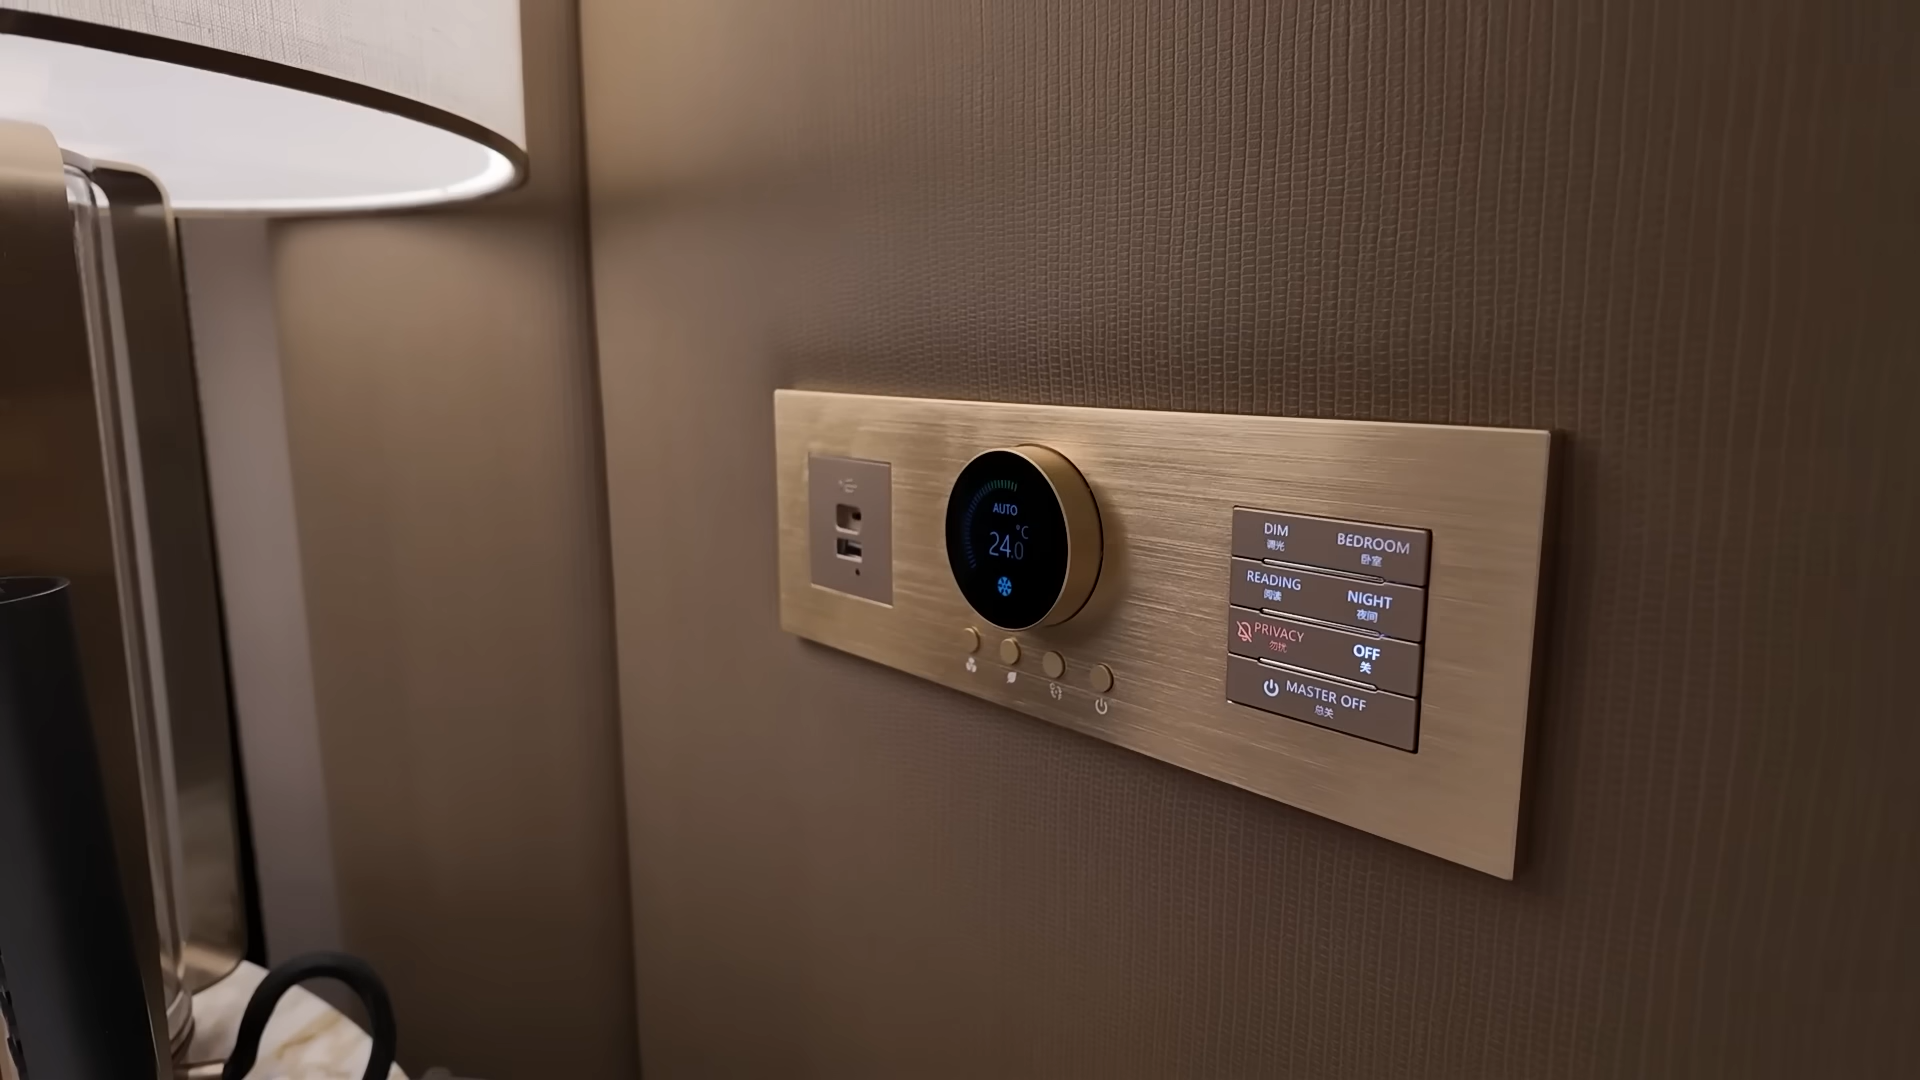 AUTO
24.0°C
DIM
调光
BEDROOM
卧室
READING
阅读
NIGHT
夜间
PRIVACY
勿扰
OFF
关
MASTER OFF
总关